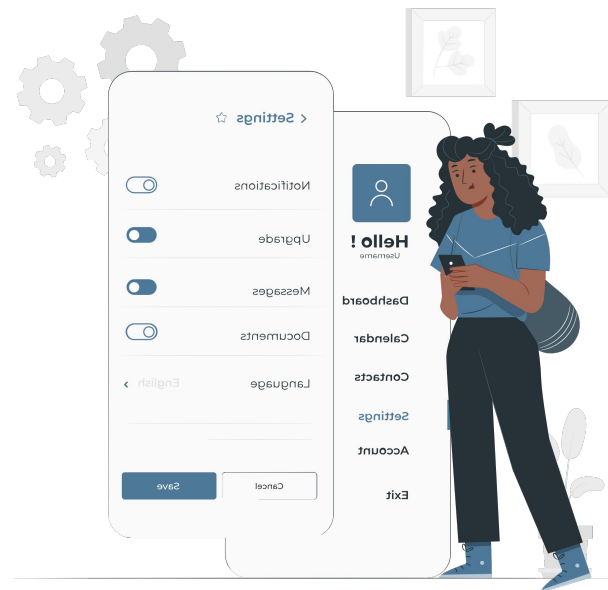 Settings
Notifications
Upgrade
Messages
Documents
Language English
Save Cancel
Hello !
Username
Dashboard
Calendar
Contacts
Settings
Account
Exit